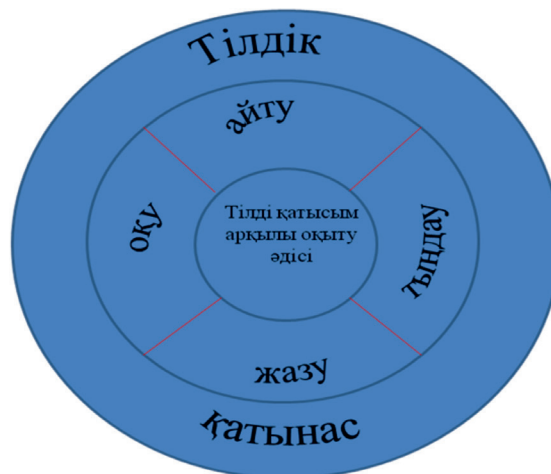 Тілдік
айту
оқу
Тілді қатысым
арқылы оқыту
әдісі
тыңдау
жазу
қатынас